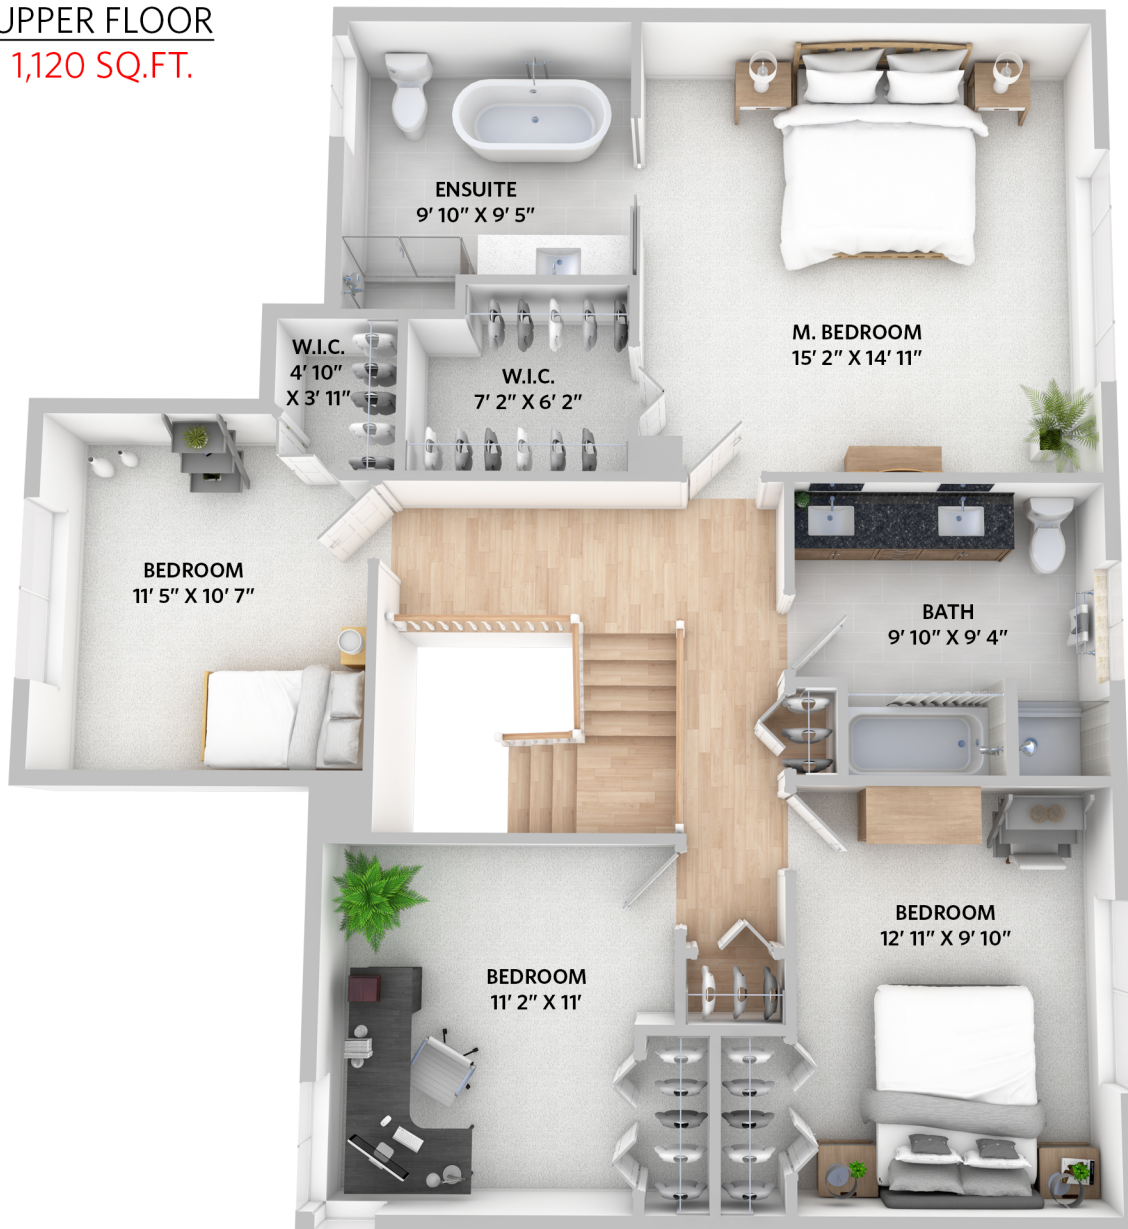 UPPER FLOOR
1,120 SQ.FT.
ENSUITE
9' 10" X 9' 5"
M. BEDROOM
15' 2" X 14' 11"
W.I.C.
4' 10"
X 3' 11"
W.I.C.
7' 2" X 6' 2"
BEDROOM
11' 5" X 10' 7"
BATH
9' 10" X 9' 4"
BEDROOM
12' 11" X 9' 10"
BEDROOM
11' 2" X 11'